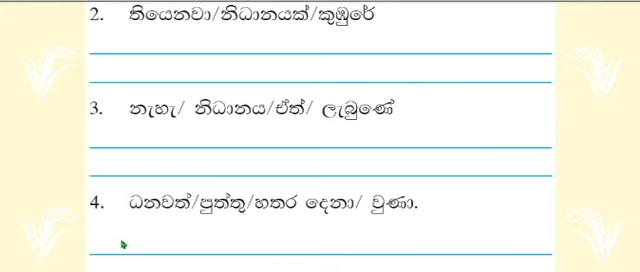 2. තියෙනවා/නිධානයක්/කුඹුරේ
3. නැහැ/ නිධානය/ඒත්/ ලැබුණේ
4. ධනවත්/පුත්තු/හතර දෙනා/ වුණා.